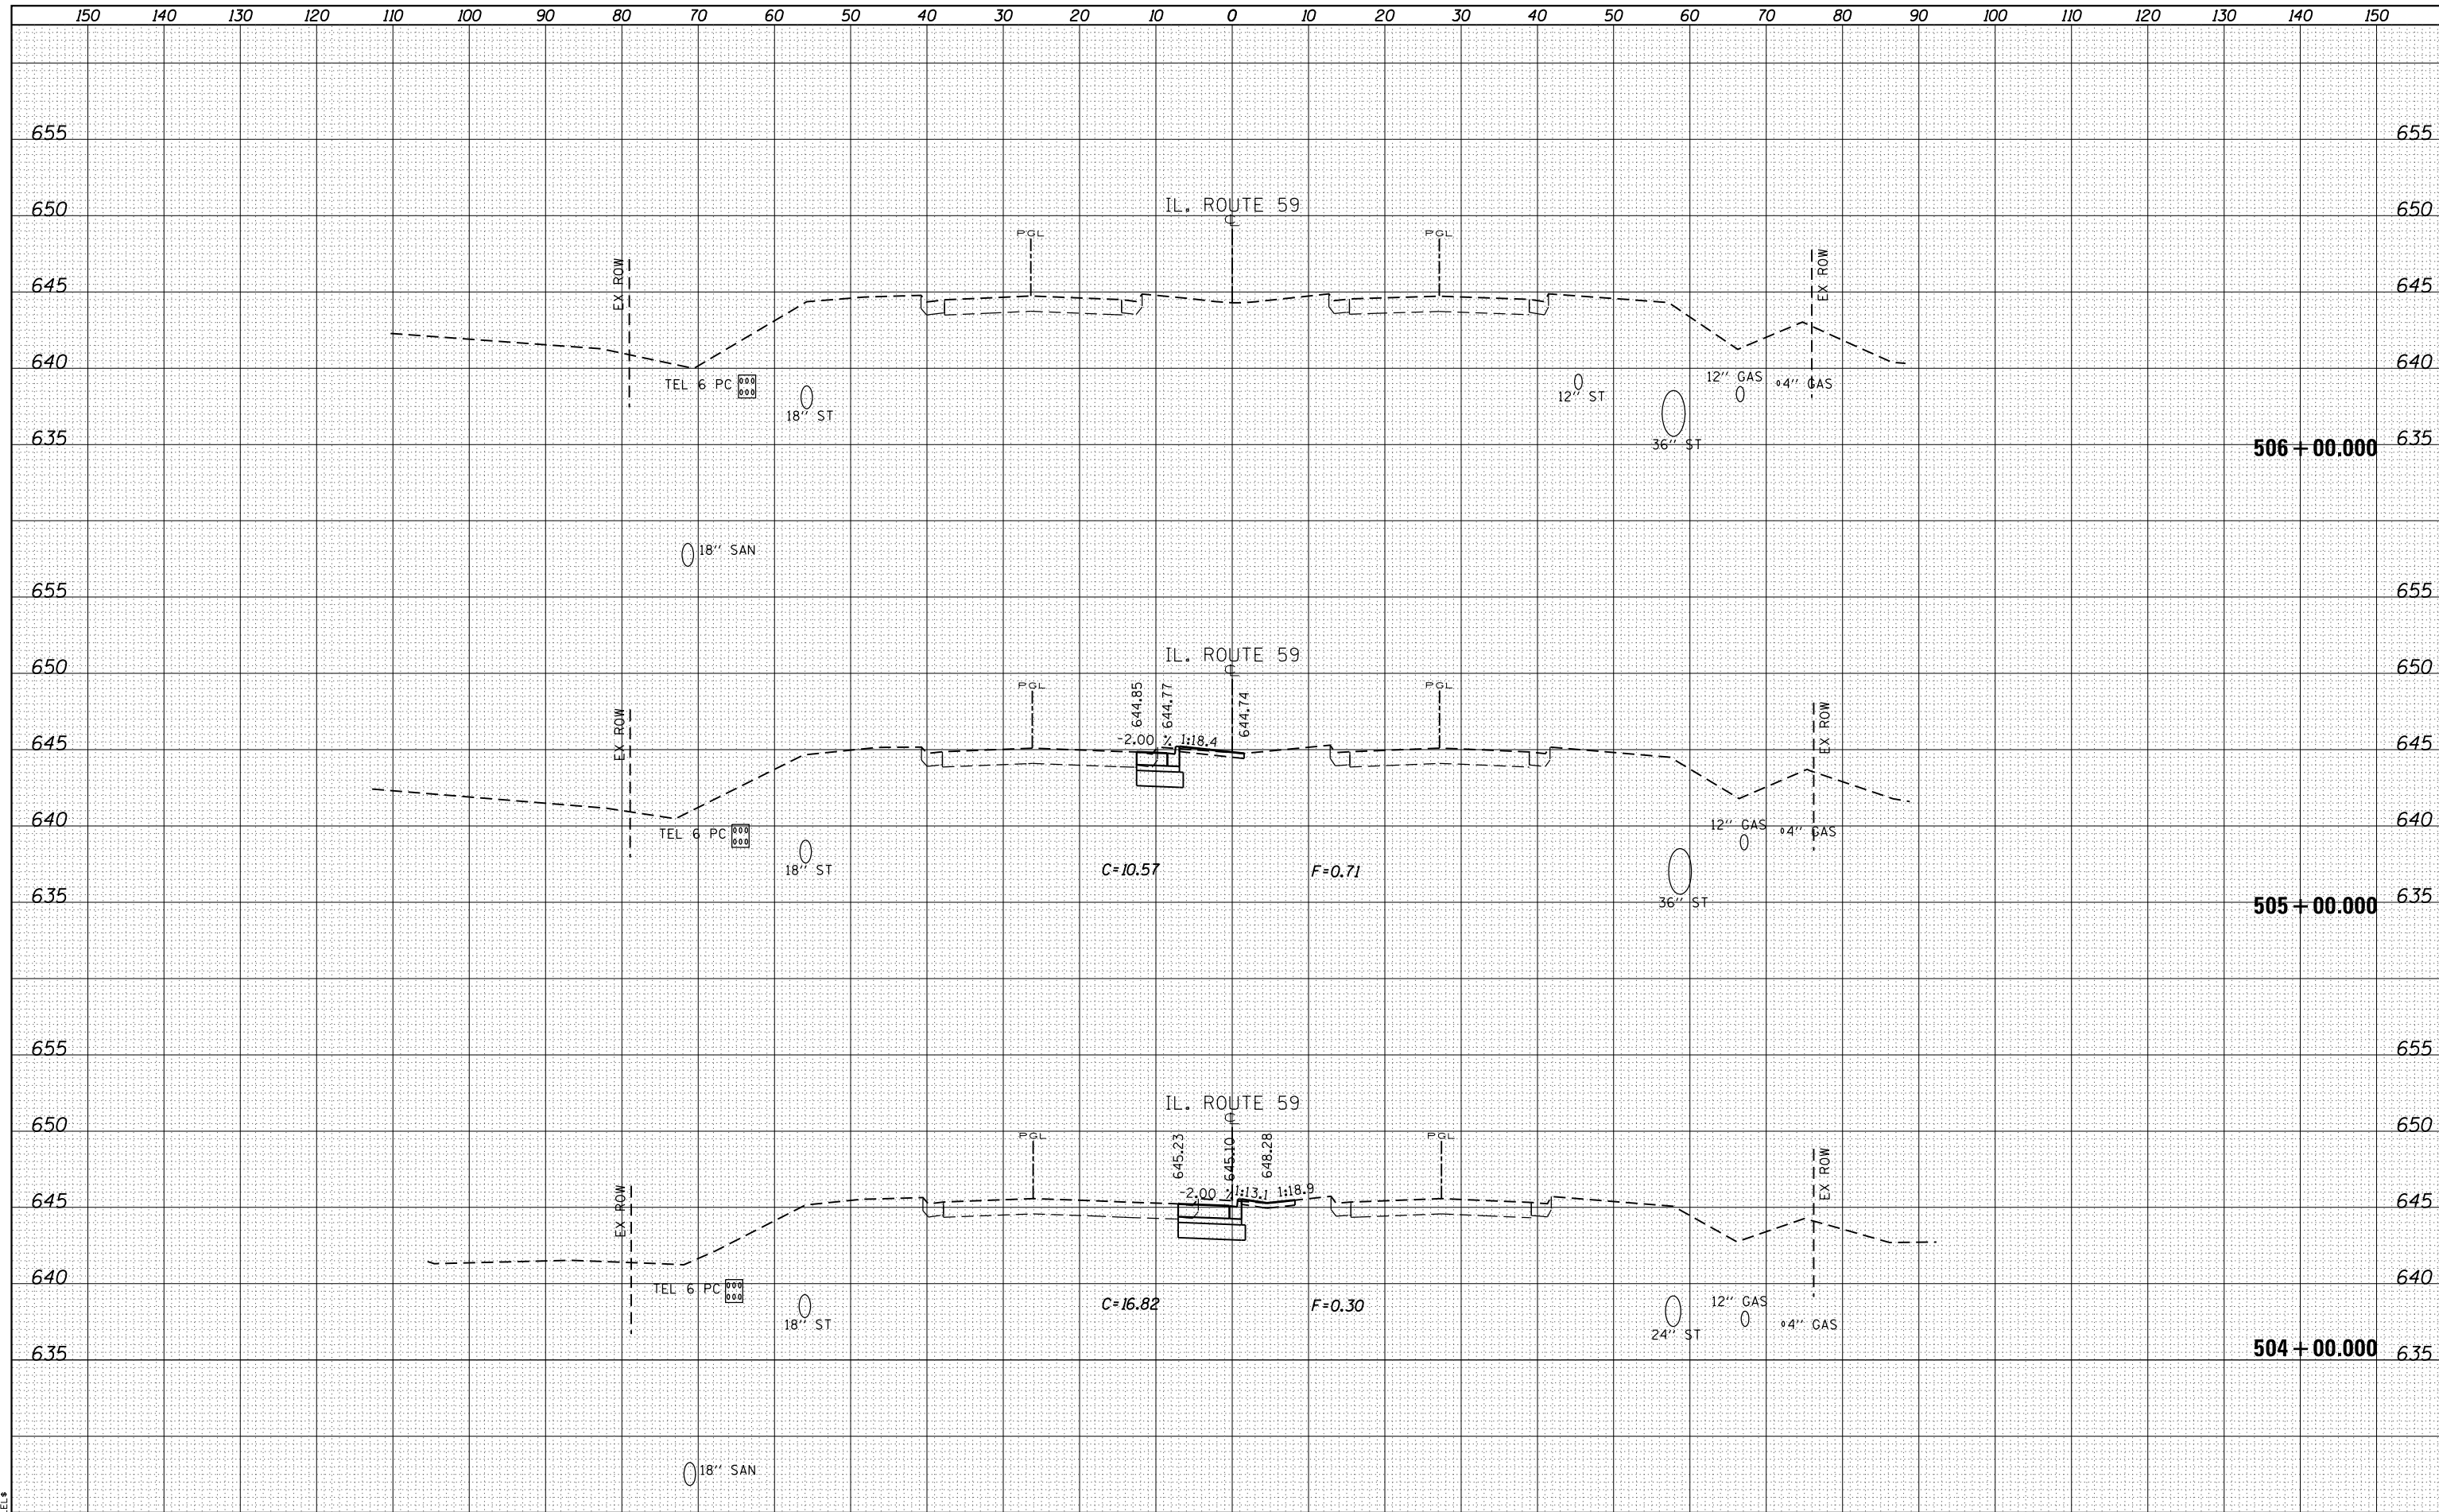 150 140 130 120 110 100 90 80 70 60 50 40 30 20 10 0 10 20 30 40 50 60 70 80 90 100 110 120 130 140 150
655 655
650 IL. ROUTE 59 650
PGL PGL
EX ROW EX ROW
645 645
640 640
TEL 6 PC 18'' ST 12'' ST 12'' GAS 4'' GAS
635 36'' ST 635
506+00.000
18'' SAN
655 655
650 IL. ROUTE 59 650
PGL PGL
EX ROW 644.85 644.77 644.74 EX ROW
645 -2.00 % 1:18.4 645
640 640
TEL 6 PC 18'' ST 12'' GAS 4'' GAS
C=10.57 F=0.71
635 36'' ST 635
505+00.000
655 655
650 IL. ROUTE 59 650
PGL PGL
EX ROW 645.23 645.10 648.28 EX ROW
645 -2.00 % 1:13.1 1:18.9 645
640 640
TEL 6 PC 18'' ST C=16.82 F=0.30 12'' GAS 4'' GAS
24'' ST
635 635
504+00.000
18'' SAN